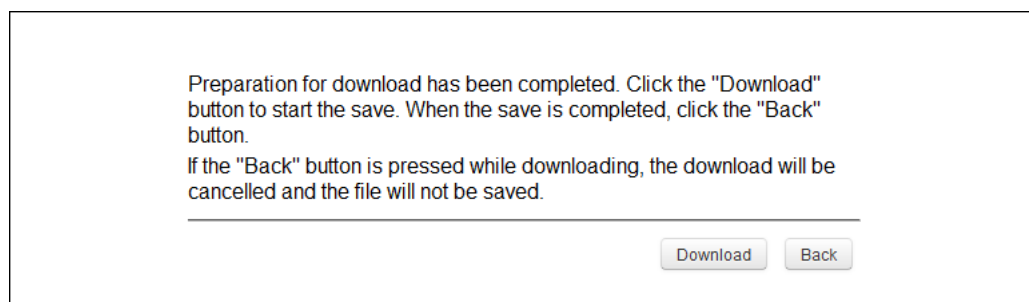 Preparation for download has been completed. Click the "Download"
button to start the save. When the save is completed, click the "Back"
button.
If the "Back" button is pressed while downloading, the download will be
cancelled and the file will not be saved.
Download Back